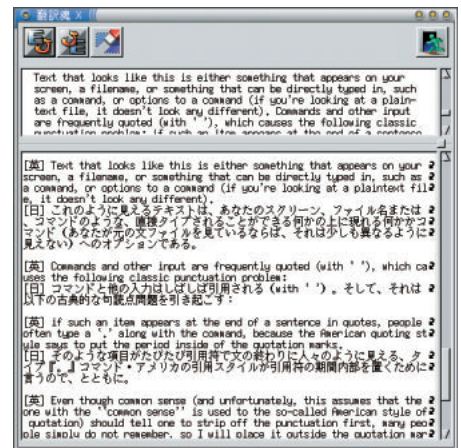 翻訳魂 X
Text that looks like this is either something that appears on your
screen, a filename, or something that can be directly typed in, such
as a command, or options to a command (if you're looking at a plain-
text file, it doesn't look any different). Commands and other input
are frequently quoted (with ' '), which causes the following classic
punctuation problem: if such an item appears at the end of a sentence
[英] Text that looks like this is either something that appears on your
screen, a filename, or something that can be directly typed in, such as
a command, or options to a command (if you're looking at a plaintext fil
e, it doesn't look any different).
[日] これのように見えるテキストは、あなたのスクリーン、ファイル名または
、コマンドのような、直接タイプされることができる何かの上に現れる何かかコ
マンド（あなたが元の文ファイルを見ているならば、それは少しも異なるように
見えない）へのオプションである。
[英] Commands and other input are frequently quoted (with ' '), which ca
uses the following classic punctuation problem:
[日] コマンドと他の入力はしばしば引用される（with ' '）。そして、それは
以下の古典的な句読点問題を引き起こす：
[英] if such an item appears at the end of a sentence in quotes, people
often type a '.' along with the command, because the American quoting st
yle says to put the period inside of the quotation marks.
[日] そのような項目がたびたび引用符で文の終わりに人々のように見える、タ
イプ『。』コマンド・アメリカの引用スタイルが引用符の期間内部を置くために
言うので、とともに。
[英] Even though common sense (and unfortunately, this assumes that the
one with the ''common sense'' is used to the so-called American style of
quotation) should tell one to strip off the punctuation first, many peo
ple simply do not remember, so I will place it outside the quotation mar